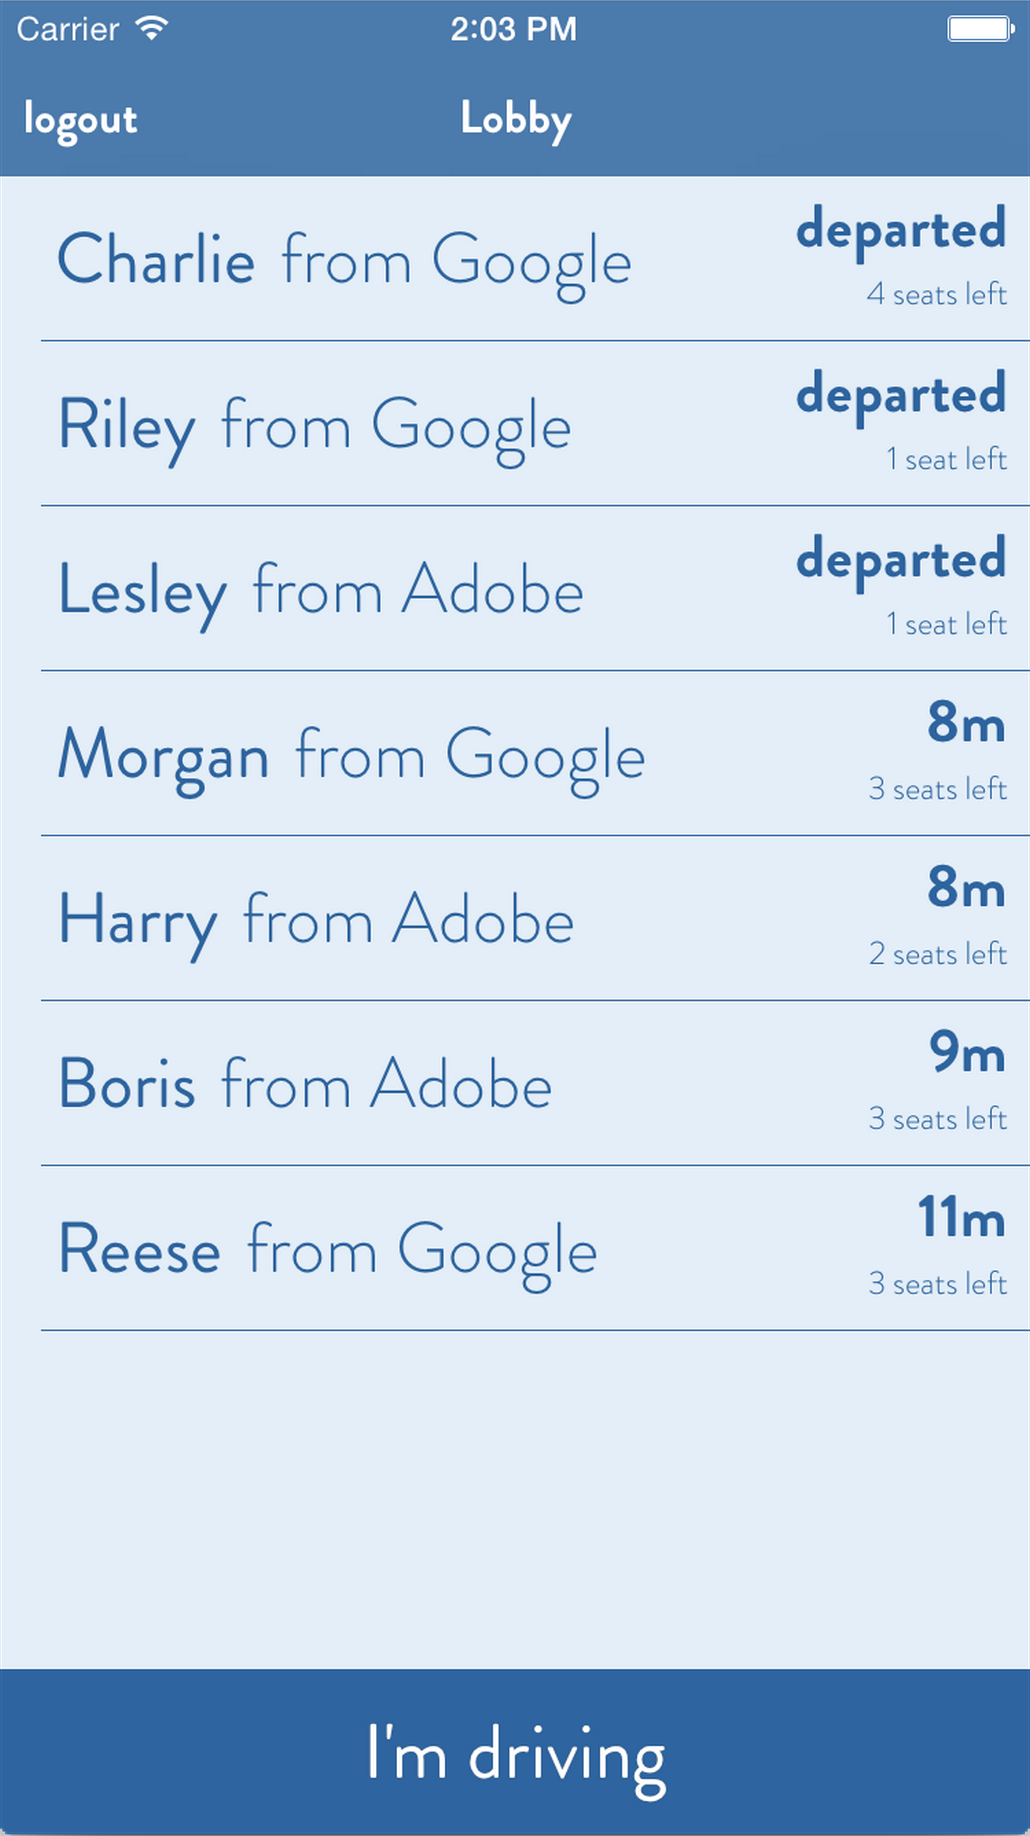 Carrier 2:03 PM
logout Lobby
Charlie from Google departed
4 seats left
Riley from Google departed
1 seat left
Lesley from Adobe departed
1 seat left
Morgan from Google 8m
3 seats left
Harry from Adobe 8m
2 seats left
Boris from Adobe 9m
3 seats left
Reese from Google 11m
3 seats left
I'm driving